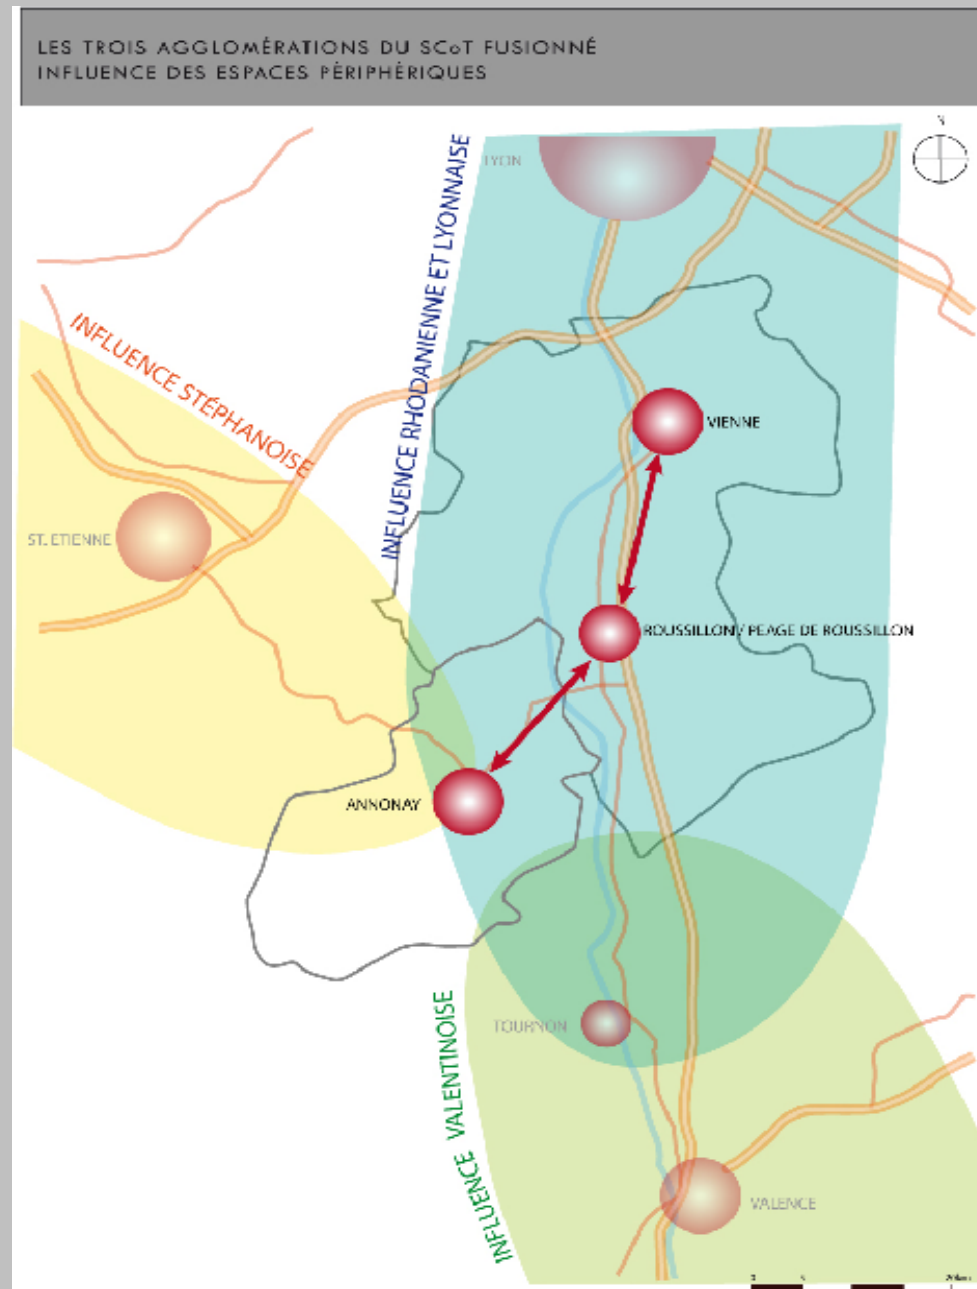 LES TROIS AGGLOMÉRATIONS DU SCoT FUSIONNÉ
INFLUENCE DES ESPACES PÉRIPHÉRIQUES
N
LYON
INFLUENCE RHODANIENNE ET LYONNAISE
INFLUENCE STÉPHANOISE
VIENNE
ST. ETIENNE
ROUSSILLON / PEAGE DE ROUSSILLON
ANNONAY
TOURNON
INFLUENCE VALENTINOISE
VALENCE
20km